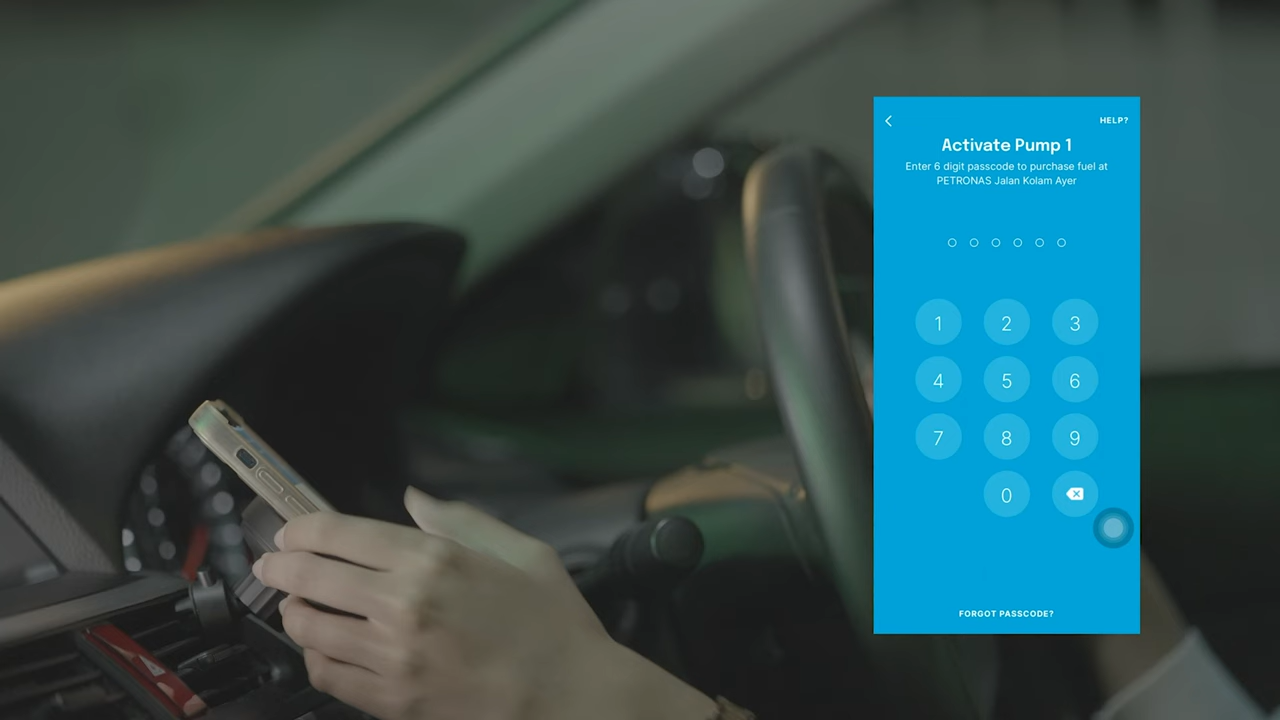 HELP?
Activate Pump 1
Enter 6 digit passcode to purchase fuel at
PETRONAS Jalan Kolam Ayer
1 2 3
4 5 6
7 8 9
0
FORGOT PASSCODE?